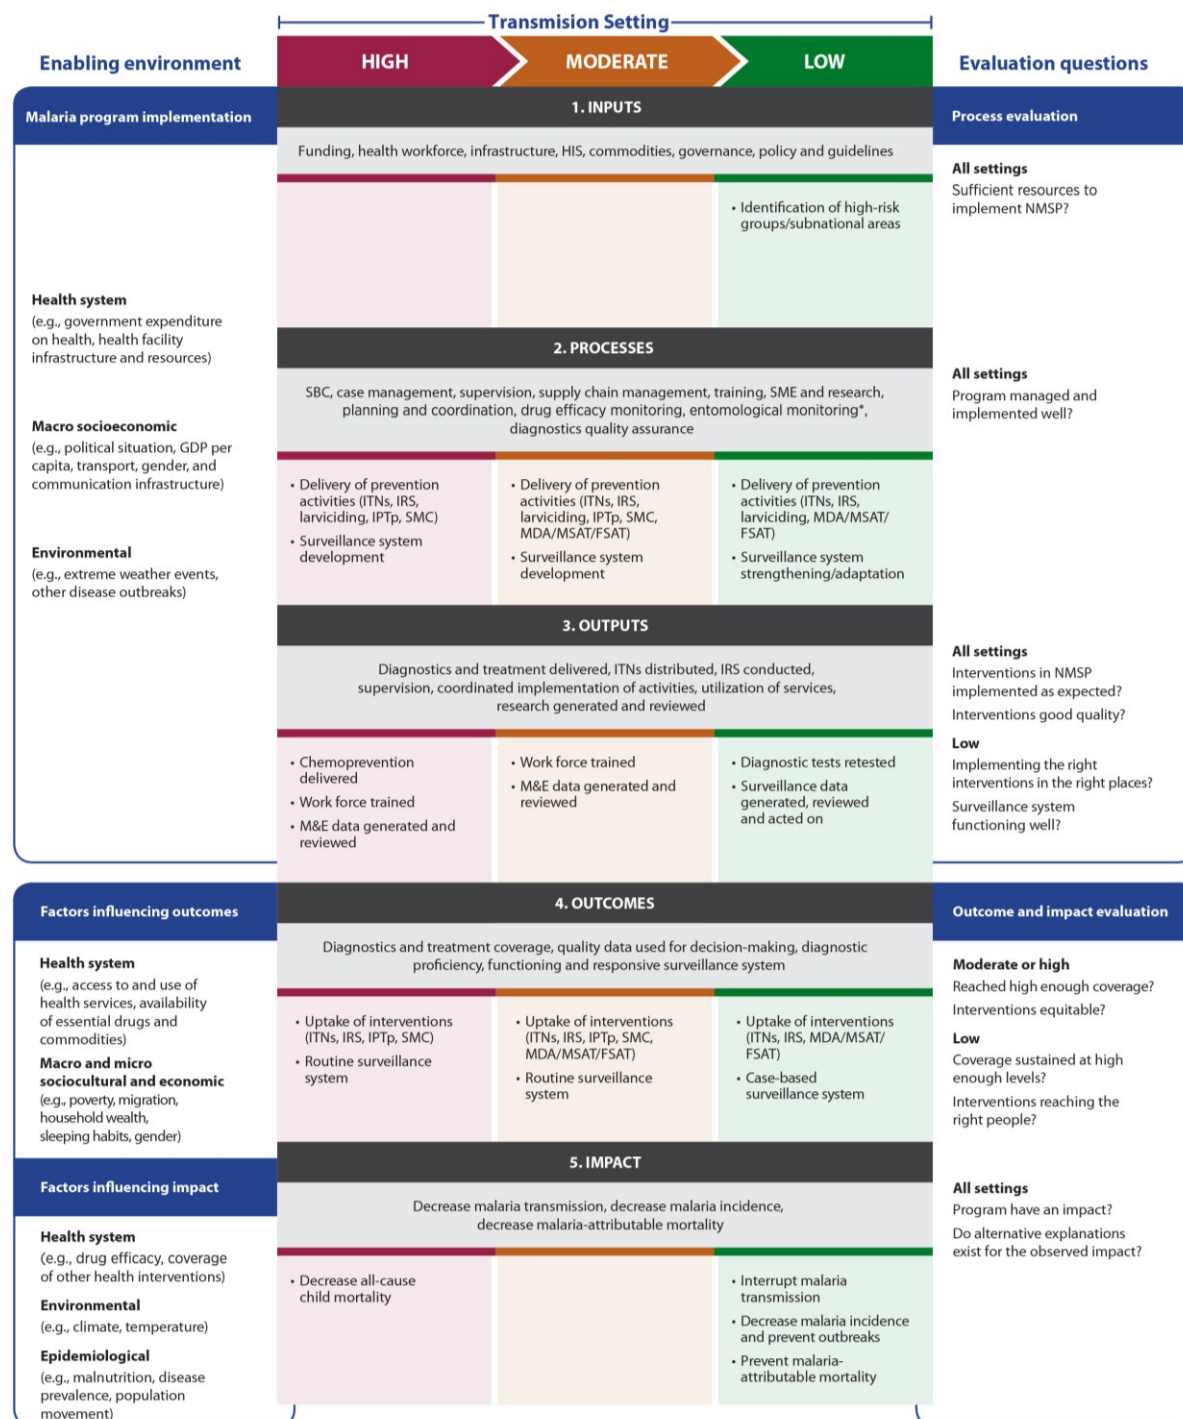 Transmision Setting
Enabling environment
HIGH
MODERATE
LOW
Evaluation questions
Malaria program implementation
1. INPUTS
Process evaluation
Funding, health workforce, infrastructure, HIS, commodities, governance, policy and guidelines
• Identification of high-risk
groups/subnational areas
All settings
Sufficient resources to
implement NMSP?
Health system
(e.g., government expenditure
on health, health facility
infrastructure and resources)
Macro socioeconomic
(e.g., political situation, GDP per
capita, transport, gender, and
communication infrastructure)
Environmental
(e.g., extreme weather events,
other disease outbreaks)
2. PROCESSES
SBC, case management, supervision, supply chain management, training, SME and research,
planning and coordination, drug efficacy monitoring, entomological monitoring*,
diagnostics quality assurance
• Delivery of prevention
activities (ITNs, IRS,
larviciding, IPTp, SMC)
• Surveillance system
development
• Delivery of prevention
activities (ITNs, IRS,
larviciding, IPTp, SMC,
MDA/MSAT/FSAT)
• Surveillance system
development
• Delivery of prevention
activities (ITNs, IRS,
larviciding, MDA/MSAT/
FSAT)
• Surveillance system
strengthening/adaptation
All settings
Program managed and
implemented well?
3. OUTPUTS
Diagnostics and treatment delivered, ITNs distributed, IRS conducted,
supervision, coordinated implementation of activities, utilization of services,
research generated and reviewed
• Chemoprevention
delivered
• Work force trained
• M&E data generated and
reviewed
• Work force trained
• M&E data generated and
reviewed
• Diagnostic tests retested
• Surveillance data
generated, reviewed
and acted on
All settings
Interventions in NMSP
implemented as expected?
Interventions good quality?
Low
Implementing the right
interventions in the right places?
Surveillance system
functioning well?
Factors influencing outcomes
4. OUTCOMES
Outcome and impact evaluation
Health system
(e.g., access to and use of
health services, availability
of essential drugs and
commodities)
Macro and micro
sociocultural and economic
(e.g., poverty, migration,
household wealth,
sleeping habits, gender)
Diagnostics and treatment coverage, quality data used for decision-making, diagnostic
proficiency, functioning and responsive surveillance system
• Uptake of interventions
(ITNs, IRS, IPTp, SMC)
• Routine surveillance
system
• Uptake of interventions
(ITNs, IRS, IPTp, SMC,
MDA/MSAT/FSAT)
• Routine surveillance
system
• Uptake of interventions
(ITNs, IRS, MDA/MSAT/
FSAT)
• Case-based
surveillance system
Moderate or high
Reached high enough coverage?
Interventions equitable?
Low
Coverage sustained at high
enough levels?
Interventions reaching the
right people?
Factors influencing impact
5. IMPACT
Health system
(e.g., drug efficacy, coverage
of other health interventions)
Environmental
(e.g., climate, temperature)
Epidemiological
(e.g., malnutrition, disease
prevalence, population
movement)
Decrease malaria transmission, decrease malaria incidence,
decrease malaria-attributable mortality
• Decrease all-cause
child mortality
• Interrupt malaria
transmission
• Decrease malaria incidence
and prevent outbreaks
• Prevent malaria-
attributable mortality
All settings
Program have an impact?
Do alternative explanations
exist for the observed impact?